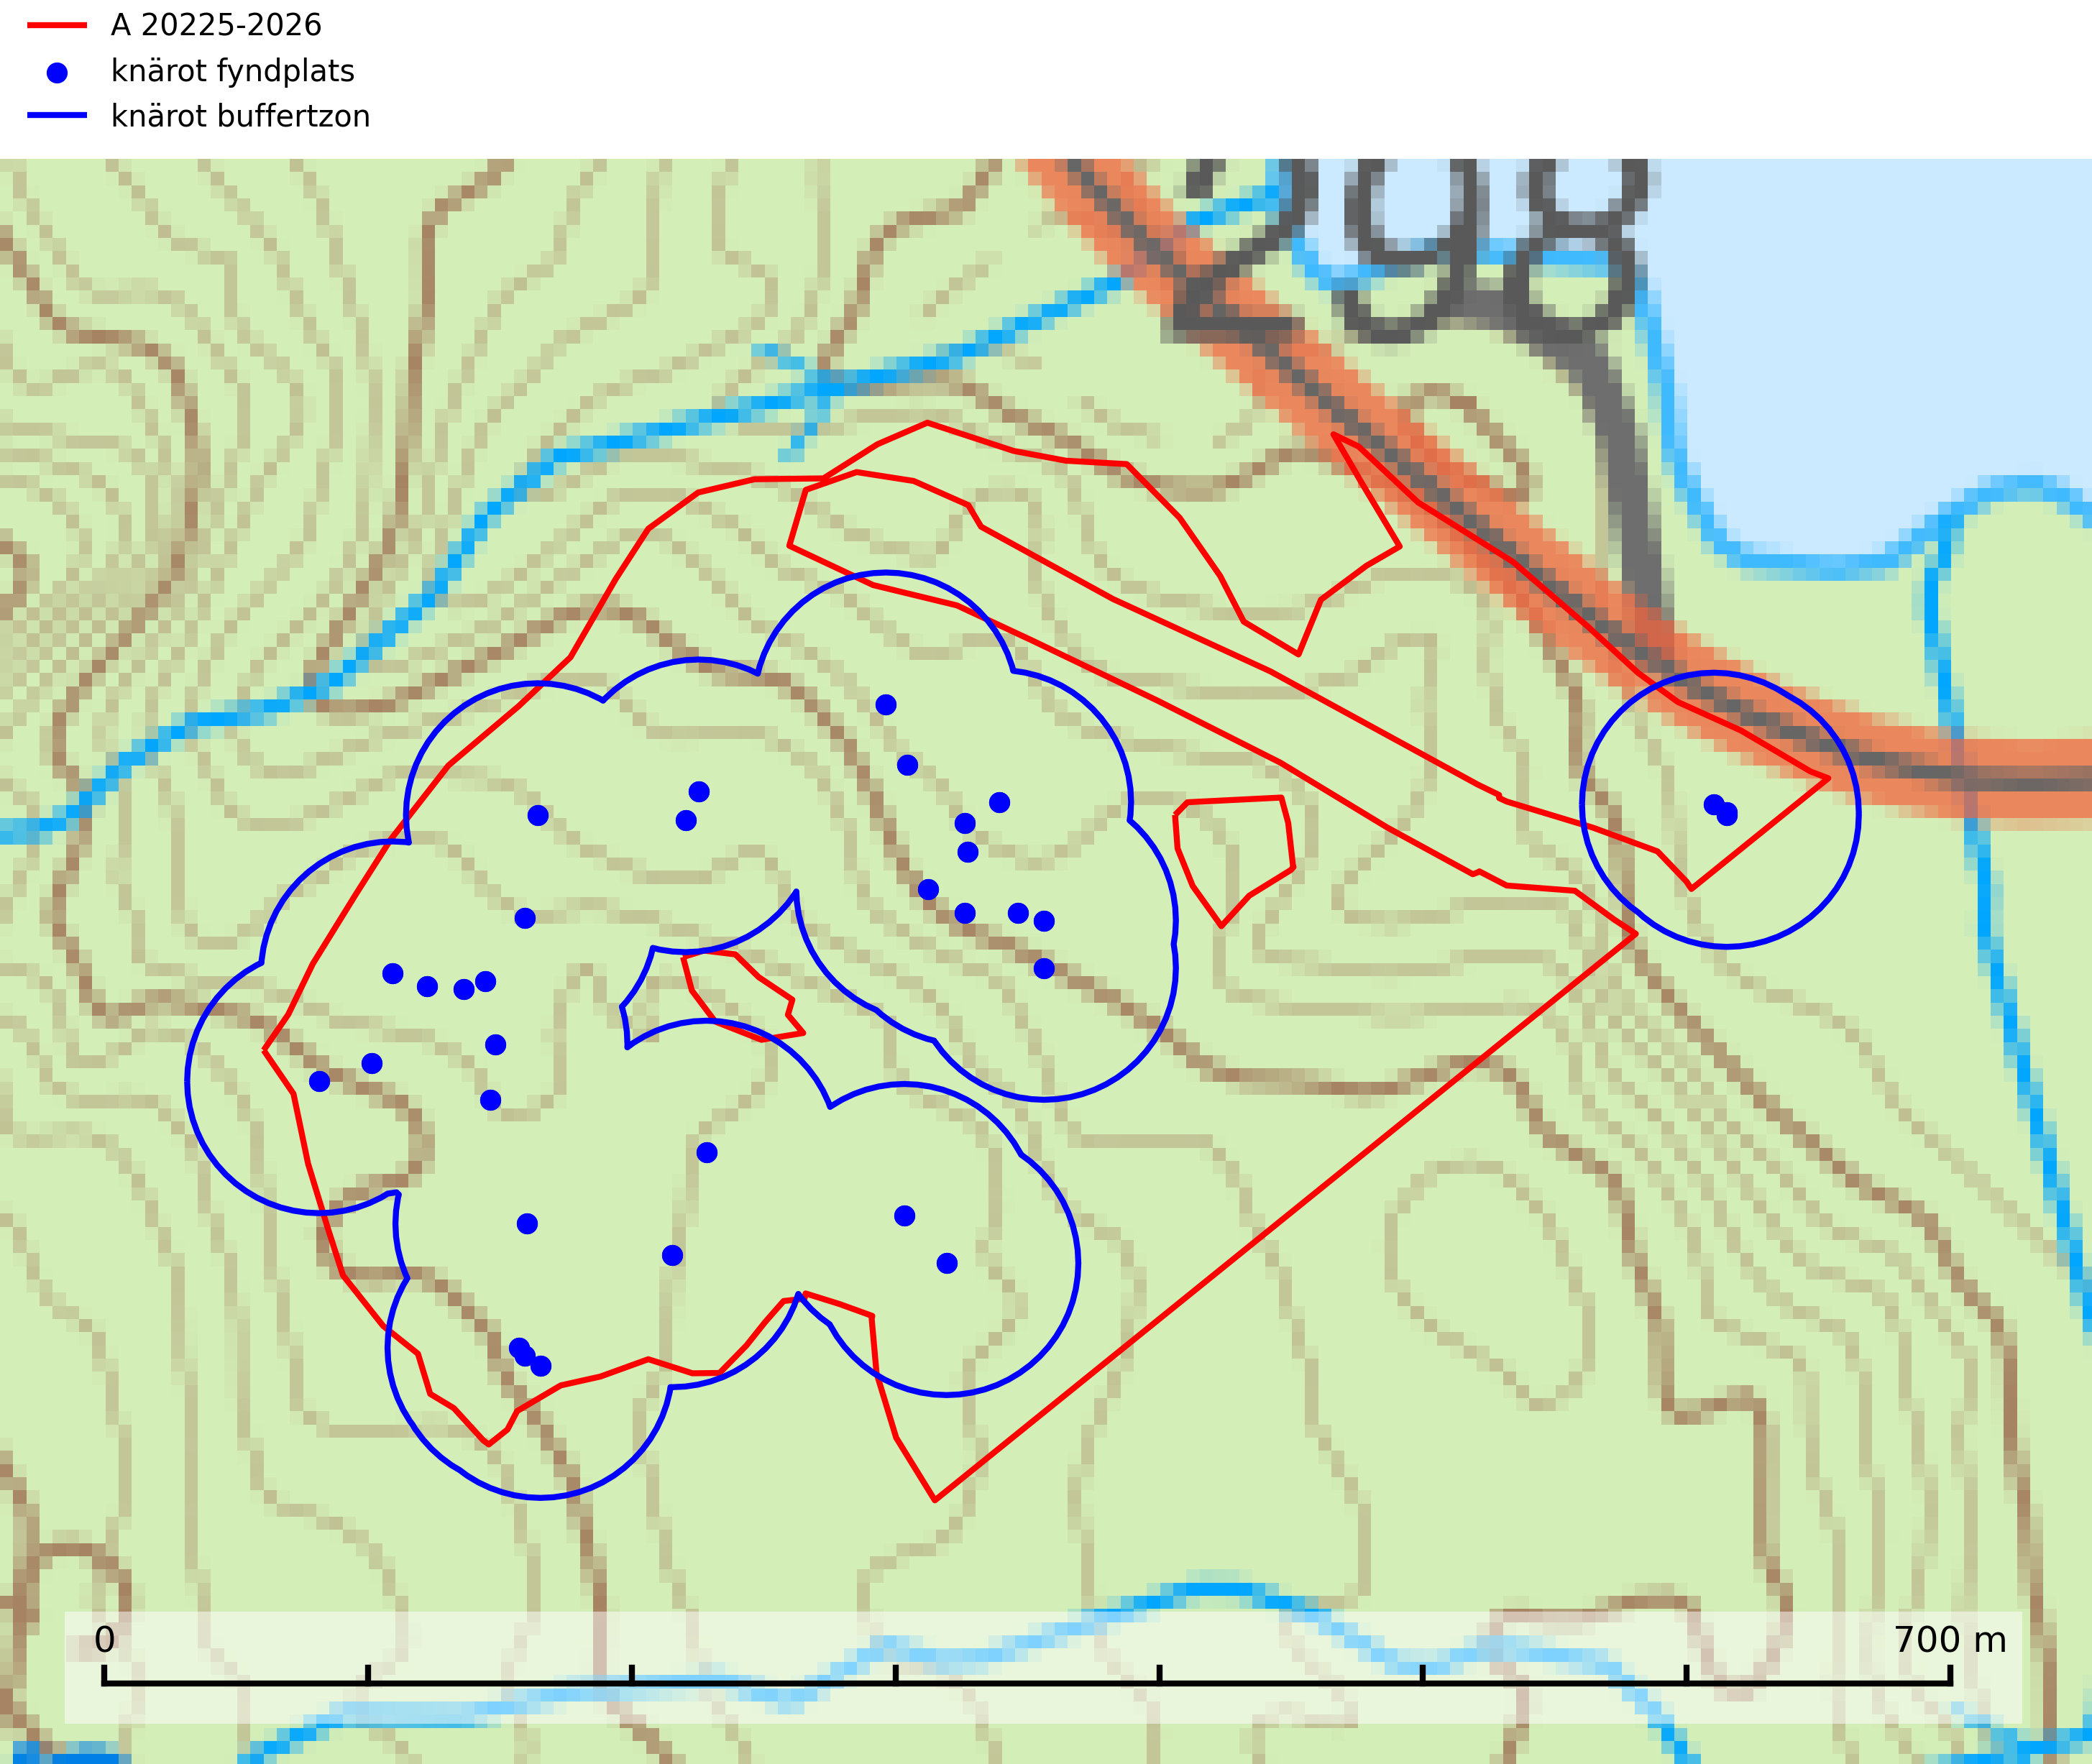 A 20225-2026
knärot fyndplats
knärot buffertzon
0 700 m